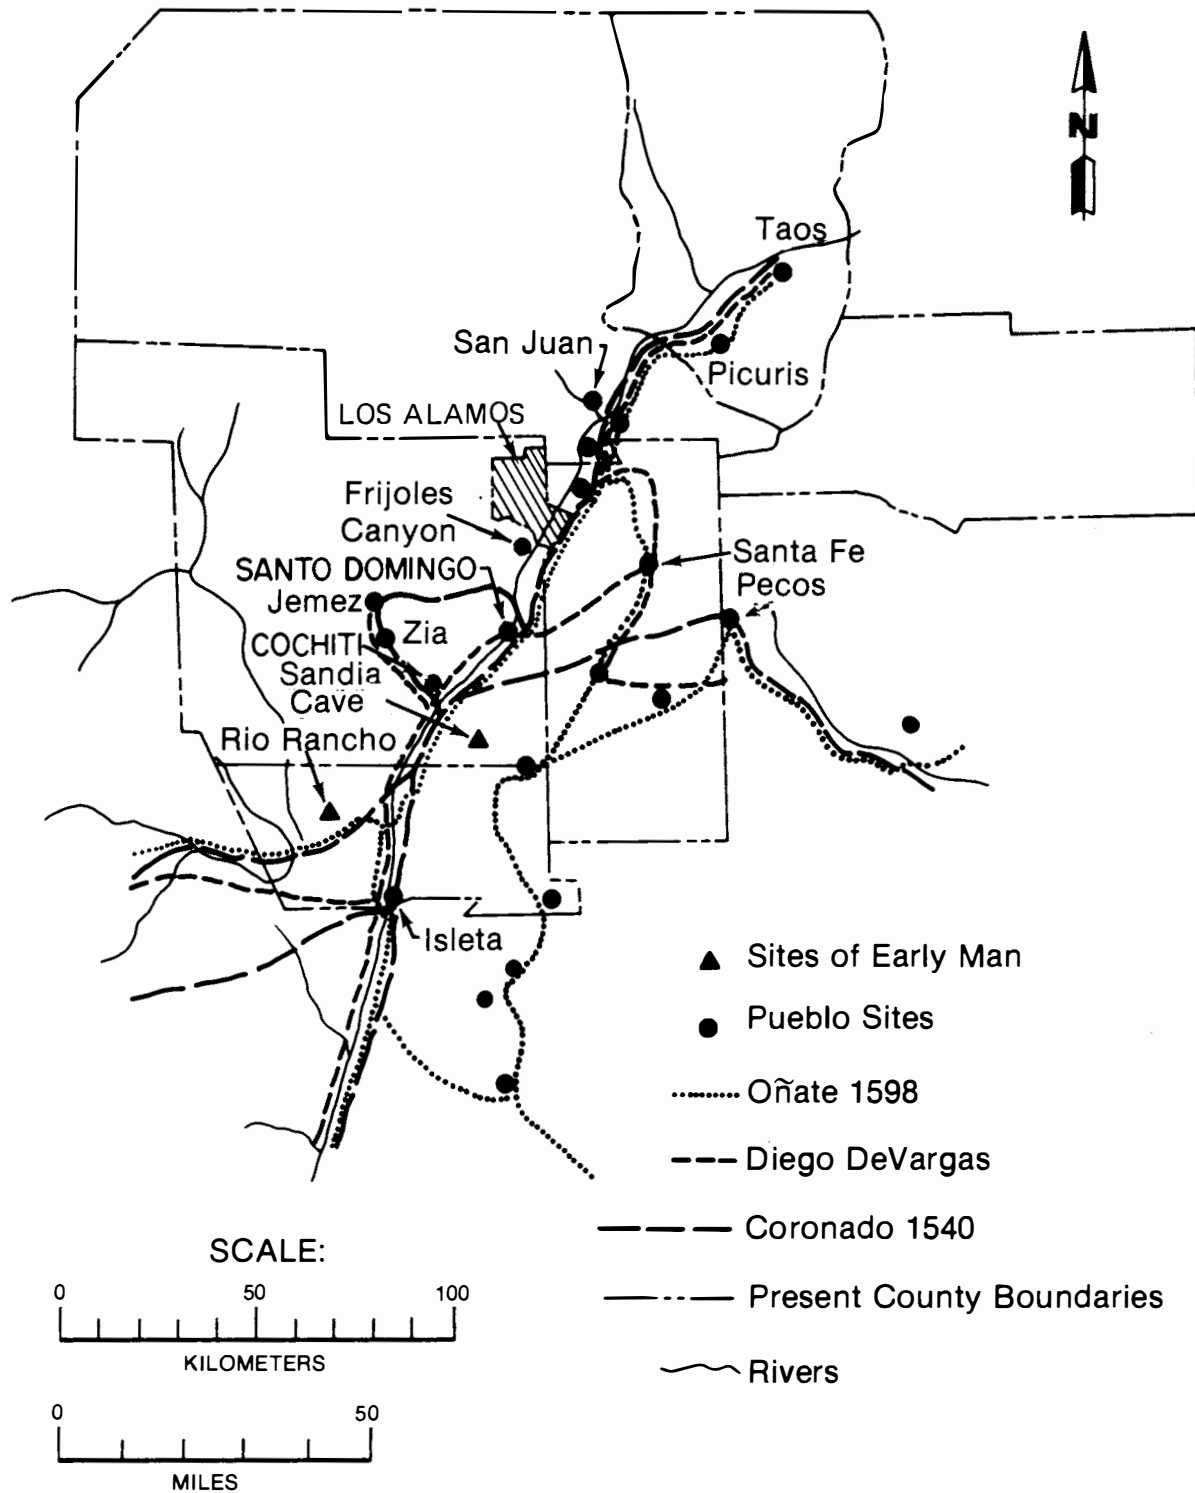 N
Taos
San Juan
Picuris
LOS ALAMOS
Frijoles
Canyon
Santa Fe
SANTO DOMINGO
Pecos
Jemez
Zia
COCHITI
Sandia
Cave
Rio Rancho
Isleta
Sites of Early Man
Pueblo Sites
Oñate 1598
Diego DeVargas
Coronado 1540
Present County Boundaries
Rivers
SCALE:
0 50 100
KILOMETERS
0 50
MILES